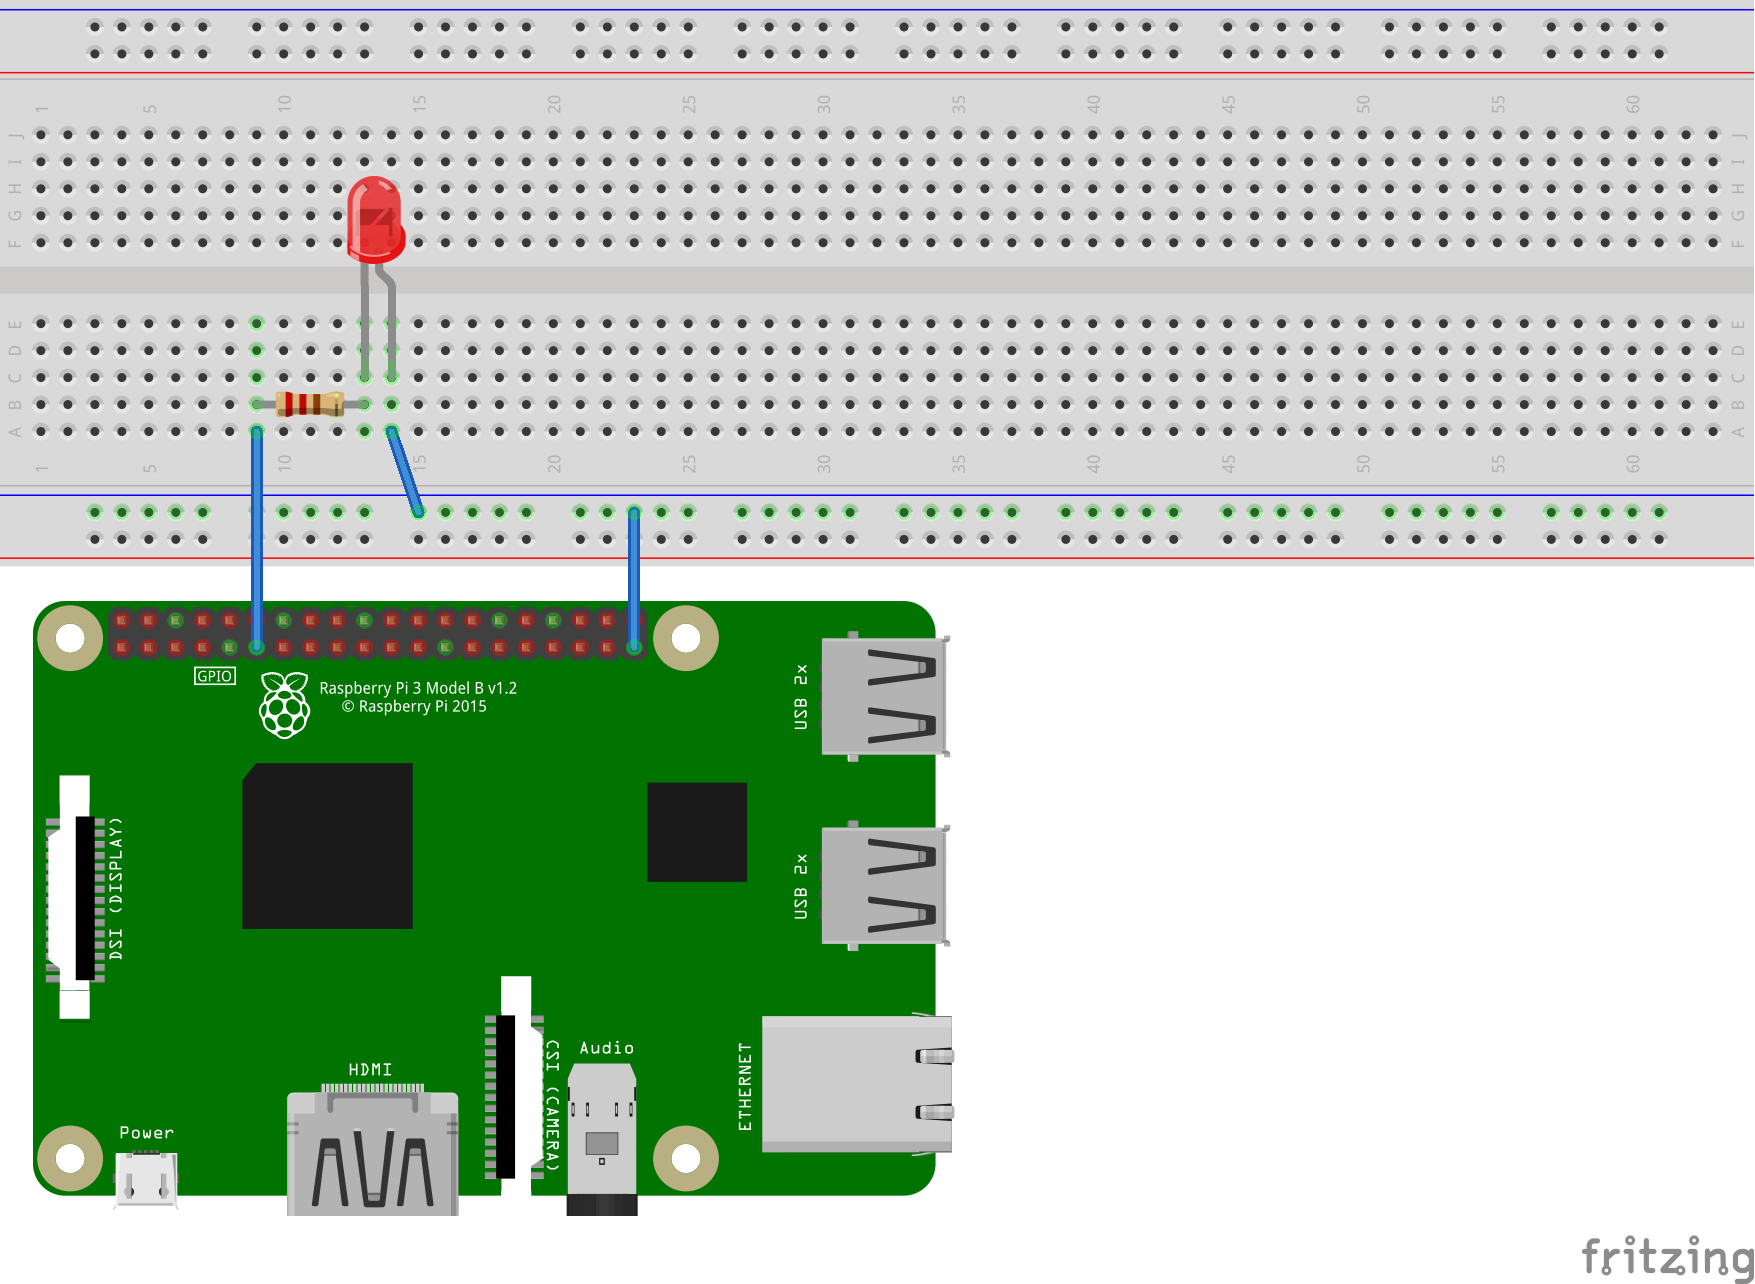 1 5 10 15 20 25 30 35 40 45 50 55 60
J J
I I
H H
G G
F F
E E
D D
C C
B B
A A
1 5 10 15 20 25 30 35 40 45 50 55 60
GPIO
Raspberry Pi 3 Model B v1.2
© Raspberry Pi 2015
USB 2x
DSI (DISPLAY)
USB 2x
CSI (CAMERA)
Audio
ETHERNET
HDMI
Power
fritzing